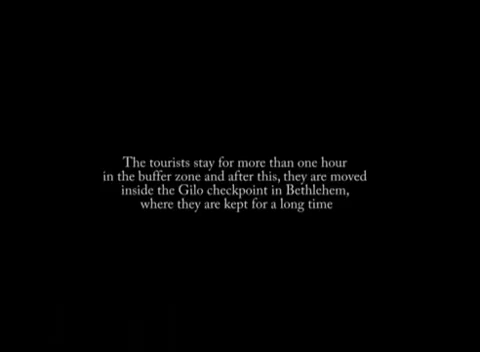 The tourists stay for more than one hour
in the buffer zone and after this, they are moved
inside the Gilo checkpoint in Bethlehem,
where they are kept for a long time